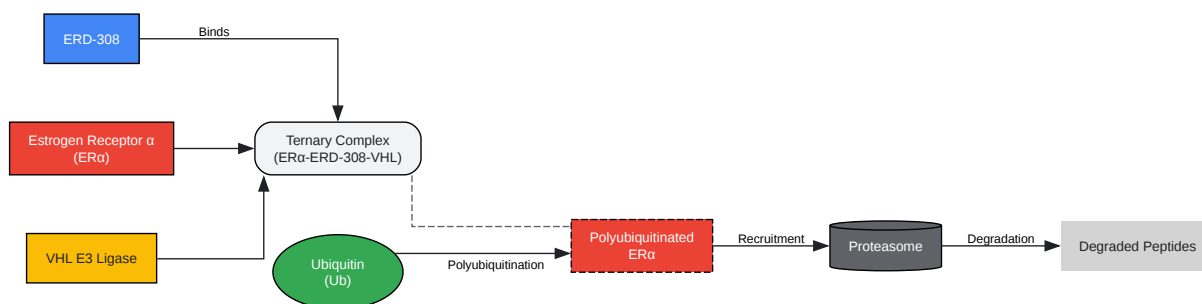 ERD-308
Binds
Estrogen Receptor α
(ERα)
Ternary Complex
(ERα-ERD-308-VHL)
VHL E3 Ligase
Ubiquitin
(Ub)
Polyubiquitination
Polyubiquitinated
ERα
Recruitment
Proteasome
Degradation
Degraded Peptides